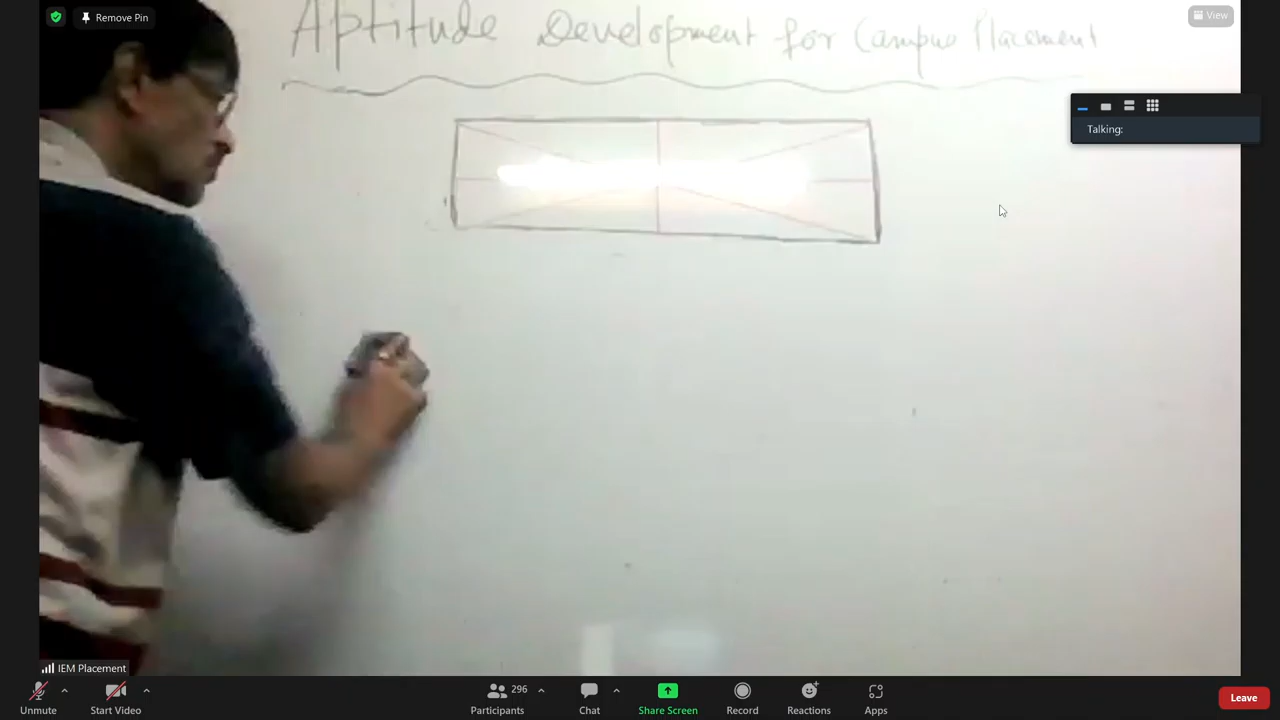 Remove Pin
View
Aptitude Development for Campus Placement
Talking:
IEM Placement
Unmute
Start Video
296
Participants
Chat
Share Screen
Record
Reactions
Apps
Leave